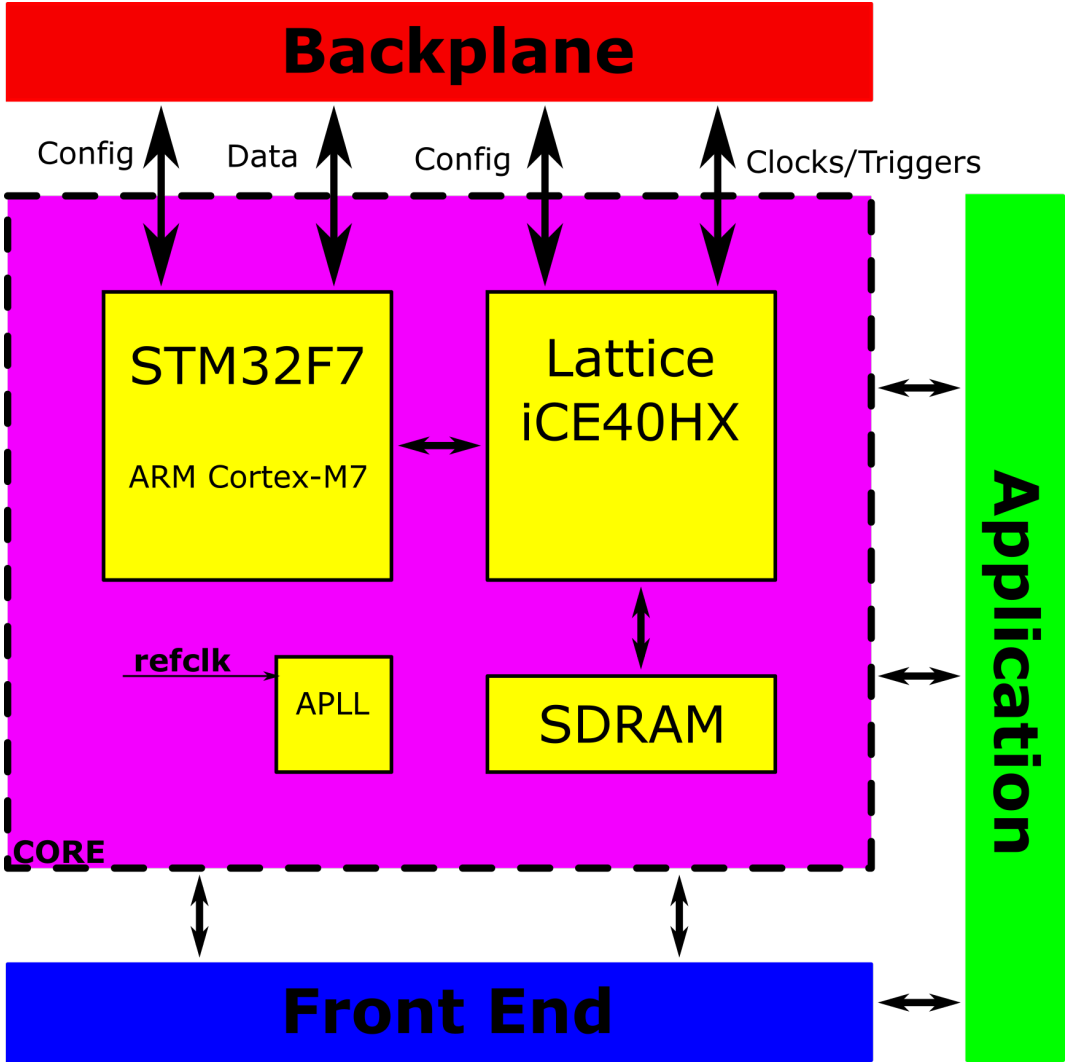 Backplane
Config
Data
Config
Clocks/Triggers
STM32F7
ARM Cortex-M7
Lattice
iCE40HX
refclk
APLL
SDRAM
CORE
Application
Front End